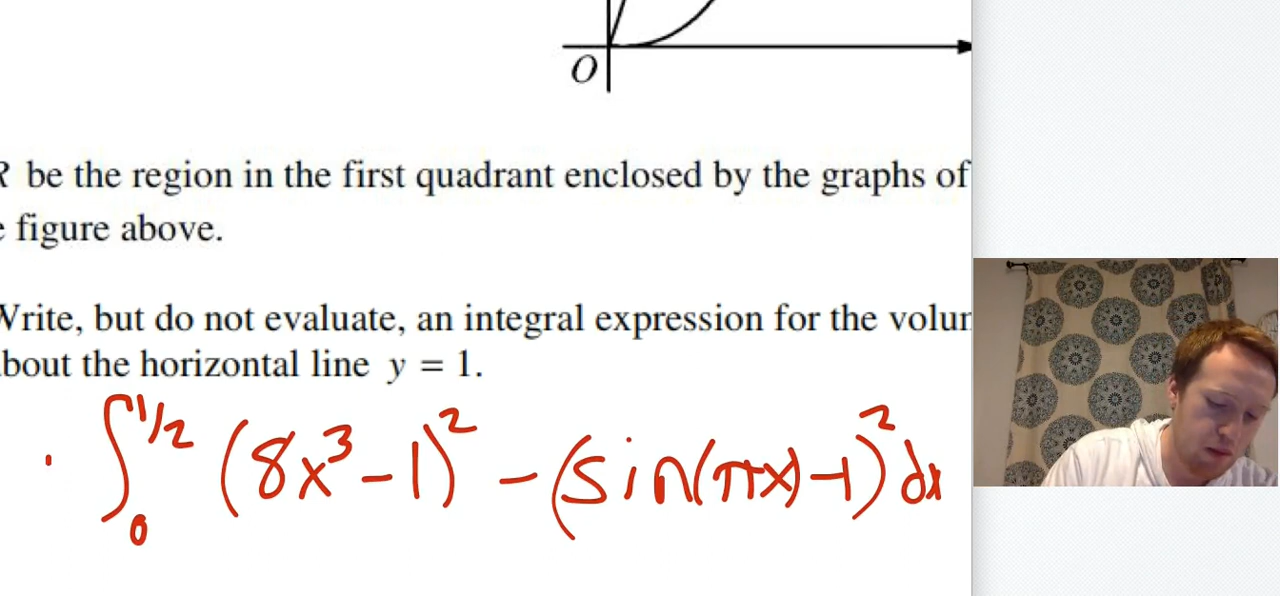 O
be the region in the first quadrant enclosed by the graphs of
figure above.
Write, but do not evaluate, an integral expression for the volu
bout the horizontal line y = 1.
· ∫₀^{1/2} (8x³ - 1)² - (sin(πx) - 1)² dx